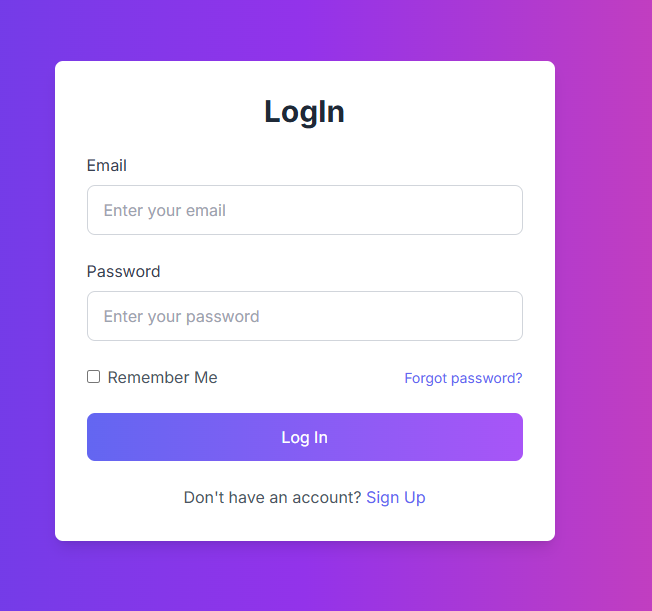 LogIn
Email
Enter your email
Password
Enter your password
Remember Me Forgot password?
Log In
Don't have an account? Sign Up